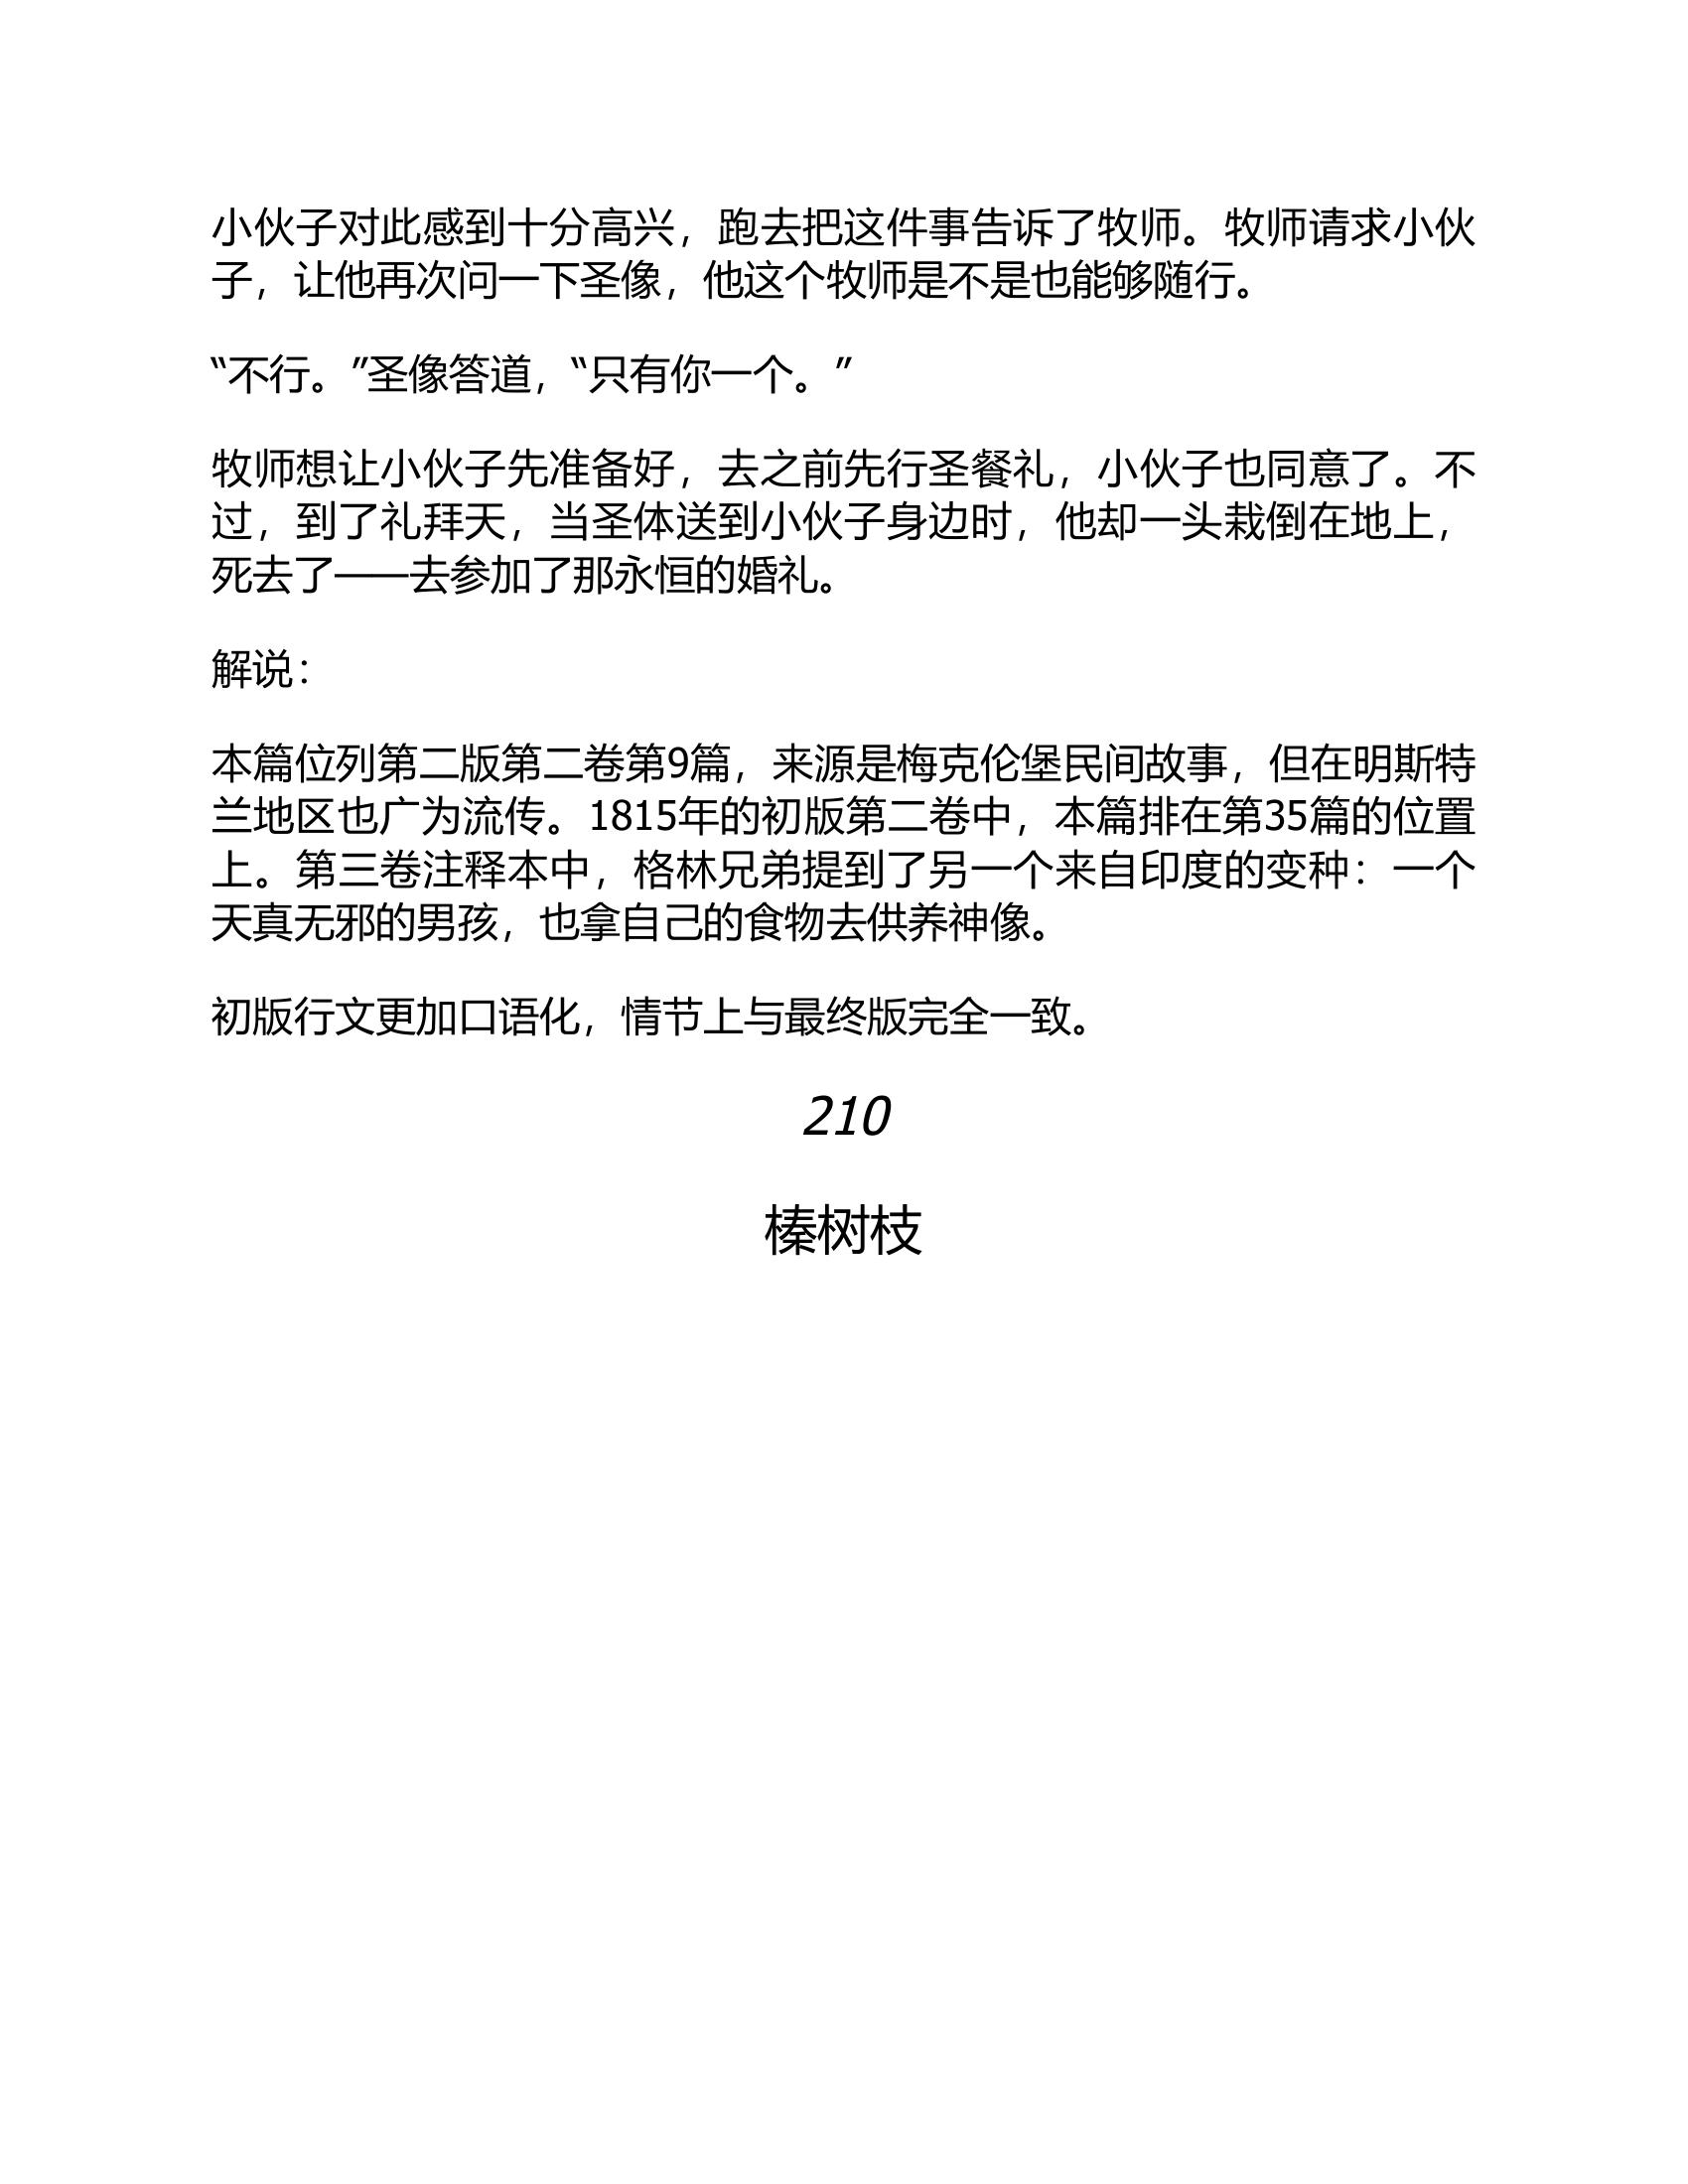 小伙子对此感到十分高兴，跑去把这件事告诉了牧师。牧师请求小伙
子，让他再次问一下圣像，他这个牧师是不是也能够随行。
“不行。”圣像答道，“只有你一个。”
牧师想让小伙子先准备好，去之前先行圣餐礼，小伙子也同意了。不
过，到了礼拜天，当圣体送到小伙子身边时，他却一头栽倒在地上，
死去了——去参加了那永恒的婚礼。
解说：
本篇位列第二版第二卷第9篇，来源是梅克伦堡民间故事，但在明斯特
兰地区也广为流传。1815年的初版第二卷中，本篇排在第35篇的位置
上。第三卷注释本中，格林兄弟提到了另一个来自印度的变种：一个
天真无邪的男孩，也拿自己的食物去供养神像。
初版行文更加口语化，情节上与最终版完全一致。
210
榛树枝